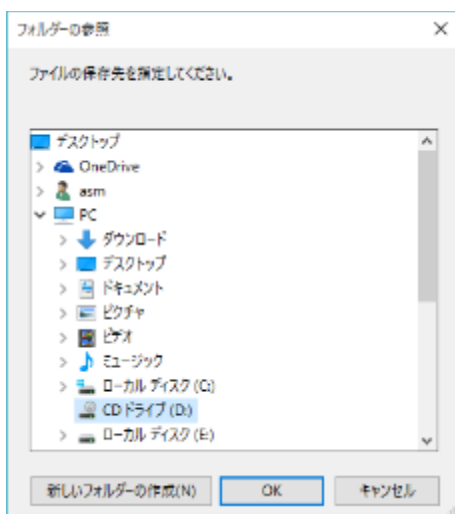 フォルダーの参照
ファイルの保存先を指定してください。
デスクトップ
OneDrive
asm
PC
ダウンロード
デスクトップ
ドキュメント
ピクチャ
ビデオ
ミュージック
ローカル ディスク (C:)
CD ドライブ (D:)
ローカル ディスク (E:)
新しいフォルダーの作成(N) OK キャンセル